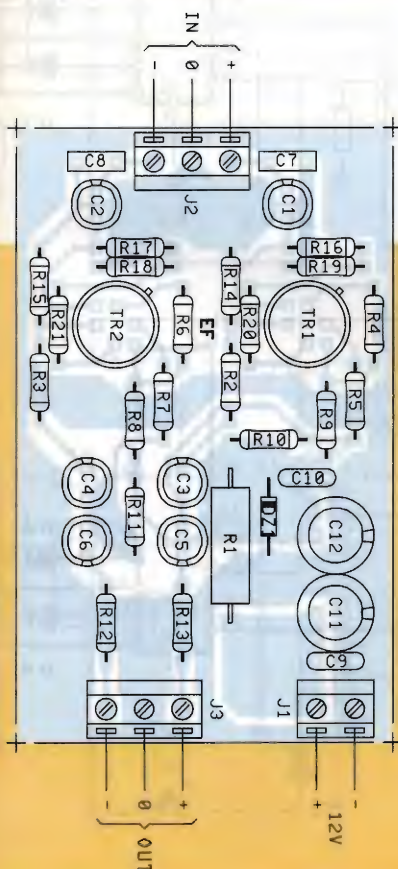 IN
- 0 +
C8
C7
J2
C2
C1
R17
R16
R18
R19
R15
R14
R21
TR2
R6
EF
R20
TR1
R4
R3
R2
R7
R5
R8
R9
R10
C4
C3
C10
R11
DZ1
R1
C12
C6
C5
C11
R12
R13
C9
J3
J1
- 0 +
+ -
OUT
12V